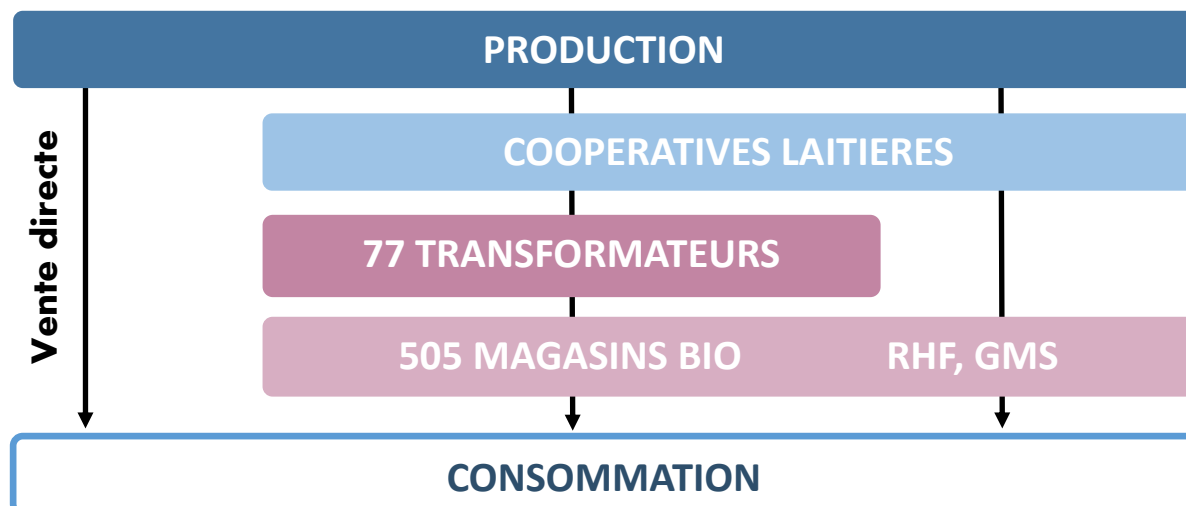 PRODUCTION
Vente directe
COOPERATIVES LAITIERES
77 TRANSFORMATEURS
505 MAGASINS BIO RHF, GMS
CONSOMMATION